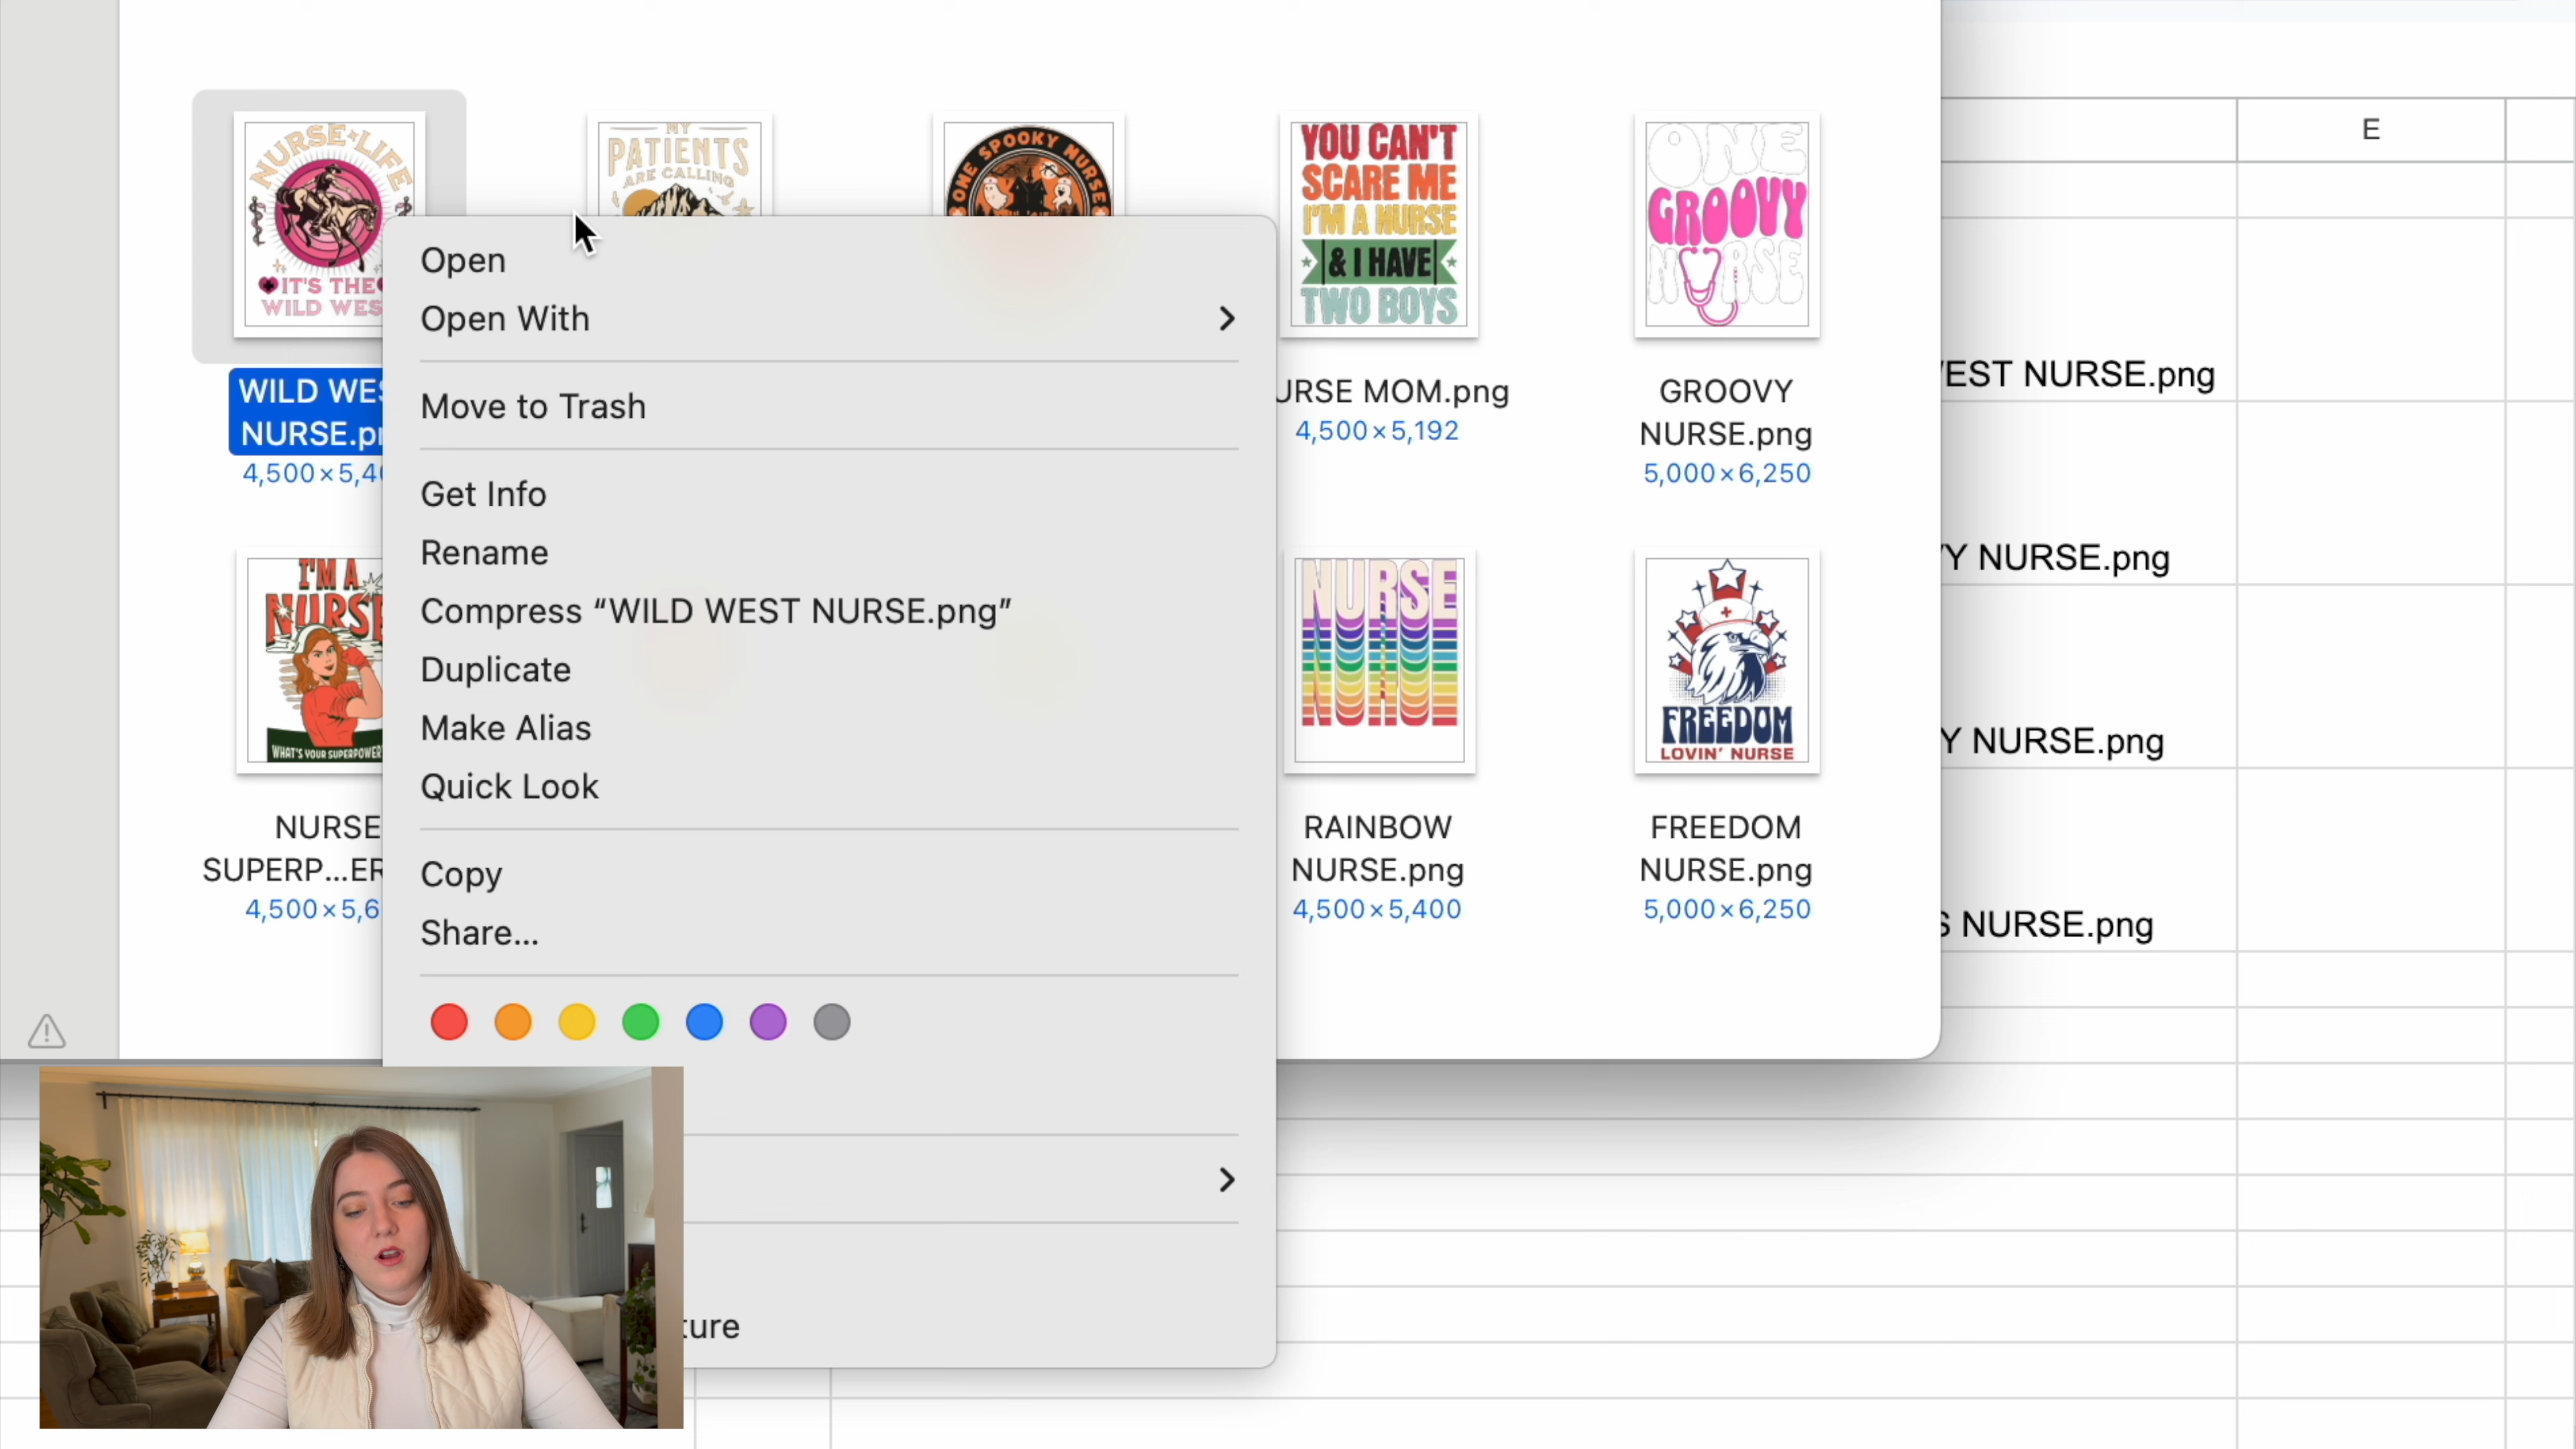 NURSE LIFE
IT'S THE
WILD WES
WILD WES
NURSE.p
4,500×5,4
MY
PATIENTS
ARE CALLING
ONE SPOOKY NURSE
YOU CAN'T
SCARE ME
I'M A NURSE
& I HAVE
TWO BOYS
URSE MOM.png
4,500×5,192
ONE
GROOVY
NURSE
GROOVY
NURSE.png
5,000×6,250
E
EST NURSE.png
Y NURSE.png
Y NURSE.png
S NURSE.png
Open
Open With
Move to Trash
Get Info
Rename
Compress “WILD WEST NURSE.png”
Duplicate
Make Alias
Quick Look
Copy
Share...
ture
I'M A
NURSE
WHAT'S YOUR SUPERPOWER
NURSE
SUPERP...ER
4,500×5,6
NURSE
RAINBOW
NURSE.png
4,500×5,400
FREEDOM
LOVIN' NURSE
FREEDOM
NURSE.png
5,000×6,250